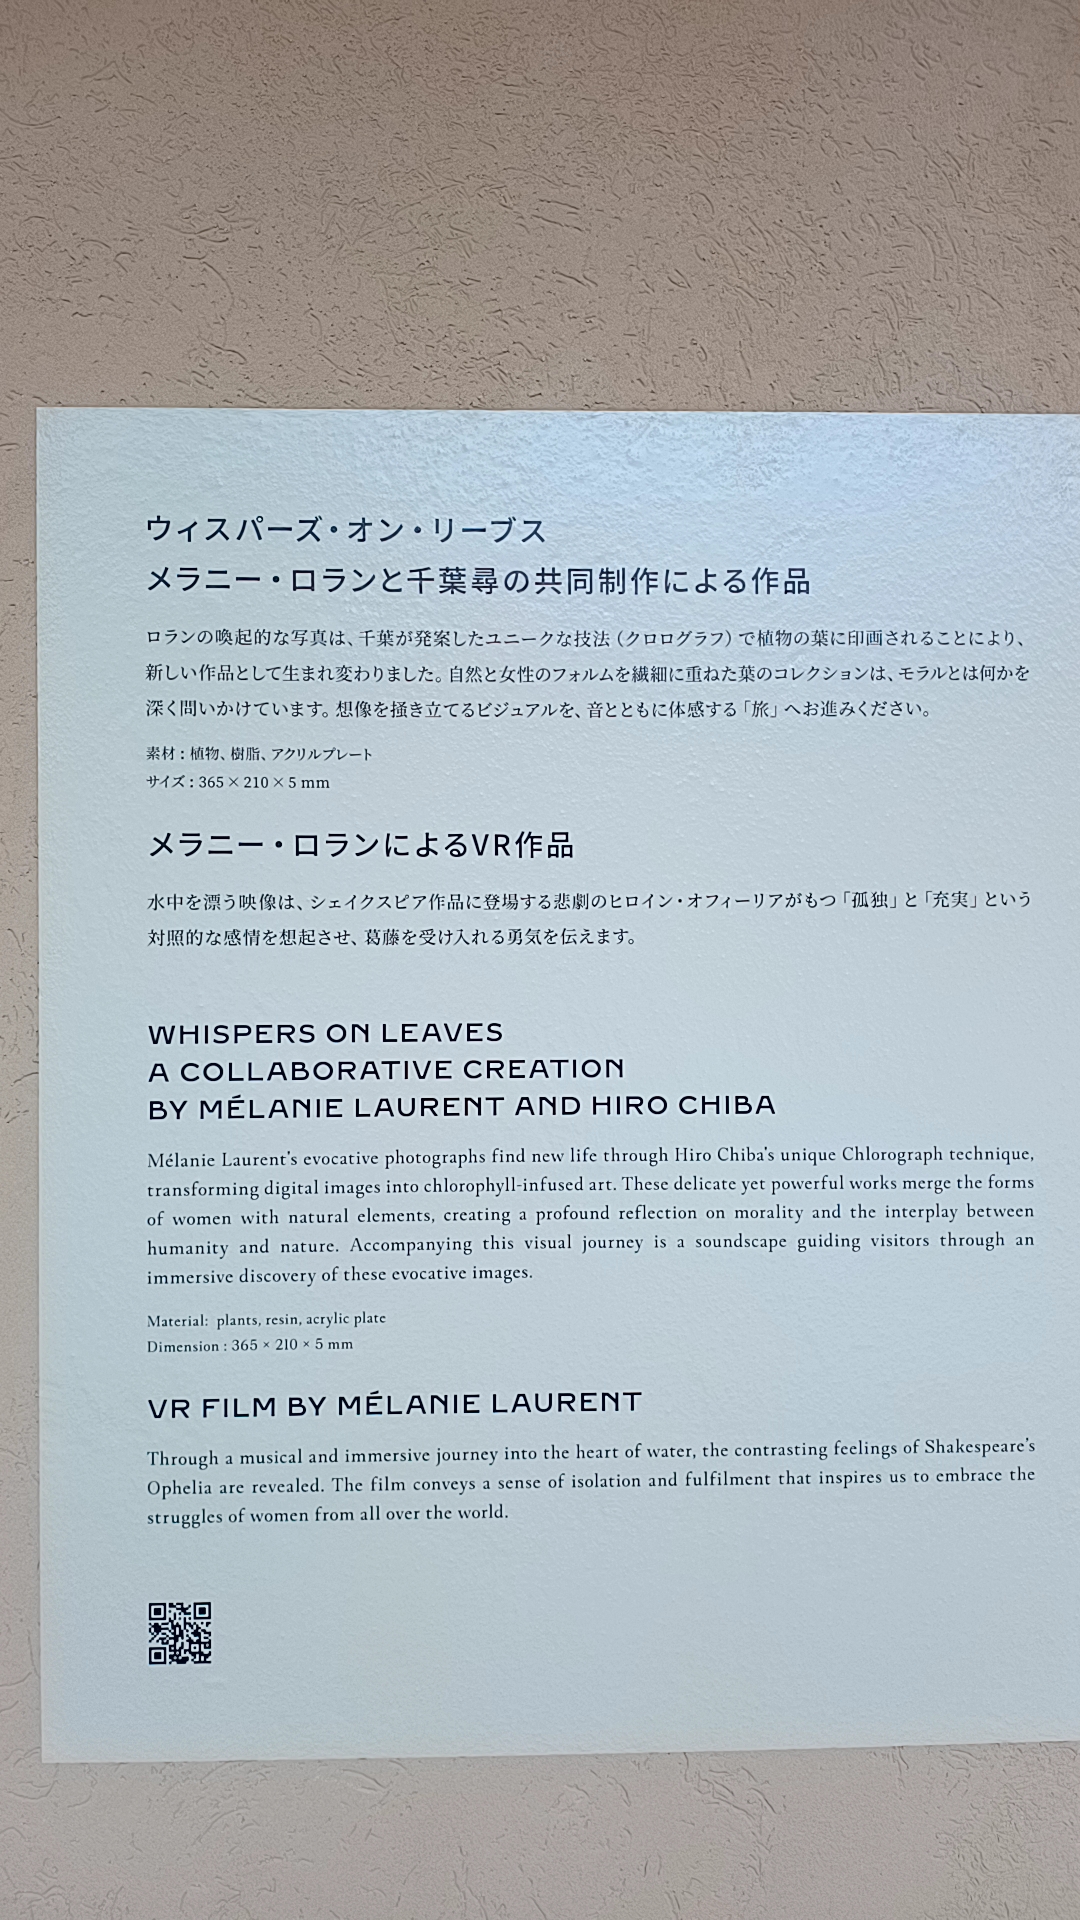 ウィスパーズ・オン・リーブス
メラニー・ロランと千葉尋の共同制作による作品
ロランの喚起的な写真は、千葉が発案したユニークな技法（クロログラフ）で植物の葉に印画されることにより、
新しい作品として生まれ変わりました。自然と女性のフォルムを繊細に重ねた葉のコレクションは、モラルとは何かを
深く問いかけています。想像を掻き立てるビジュアルを、音とともに体感する「旅」へお進みください。
素材：植物、樹脂、アクリルプレート
サイズ：365×210×5 mm
メラニー・ロランによるVR作品
水中を漂う映像は、シェイクスピア作品に登場する悲劇のヒロイン・オフィーリアがもつ「孤独」と「充実」という
対照的な感情を想起させ、葛藤を受け入れる勇気を伝えます。
WHISPERS ON LEAVES
A COLLABORATIVE CREATION
BY MÉLANIE LAURENT AND HIRO CHIBA
Mélanie Laurent's evocative photographs find new life through Hiro Chiba's unique Chlorograph technique,
transforming digital images into chlorophyll-infused art. These delicate yet powerful works merge the forms
of women with natural elements, creating a profound reflection on morality and the interplay between
humanity and nature. Accompanying this visual journey is a soundscape guiding visitors through an
immersive discovery of these evocative images.
Material: plants, resin, acrylic plate
Dimension : 365 × 210 × 5 mm
VR FILM BY MÉLANIE LAURENT
Through a musical and immersive journey into the heart of water, the contrasting feelings of Shakespeare's
Ophelia are revealed. The film conveys a sense of isolation and fulfilment that inspires us to embrace the
struggles of women from all over the world.